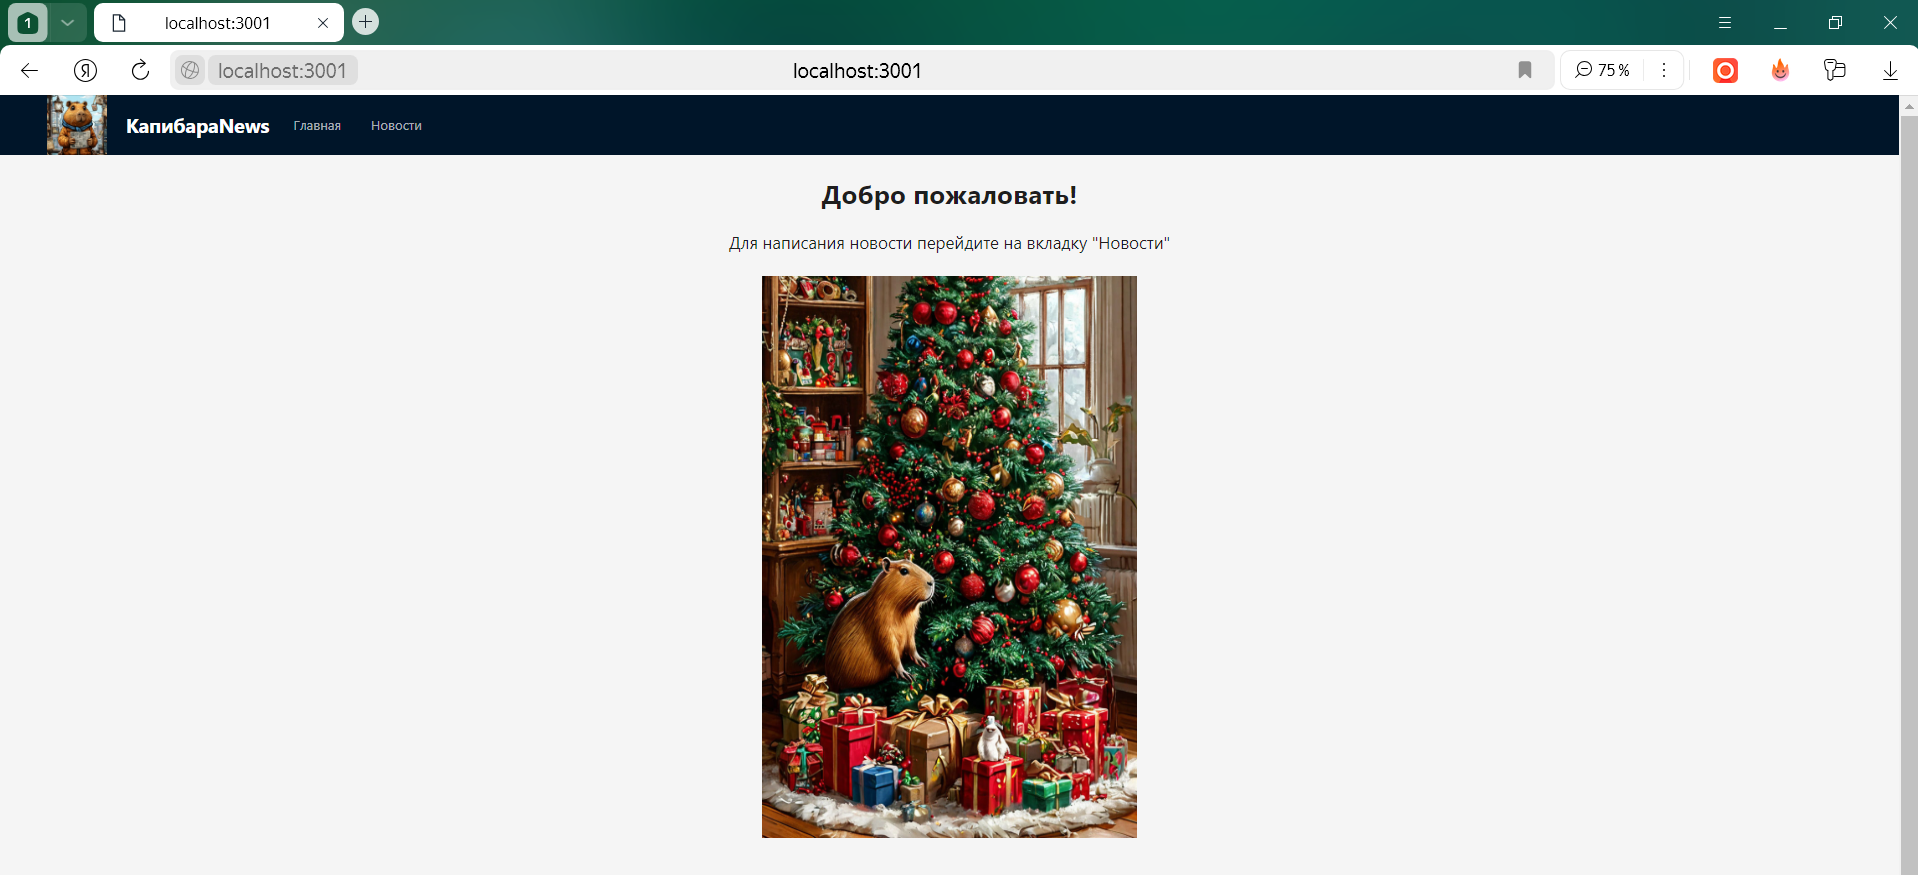 1
localhost:3001
Я
localhost:3001
localhost:3001
75 %
КапибараNews
Главная
Новости
Добро пожаловать!
Для написания новости перейдите на вкладку "Новости"